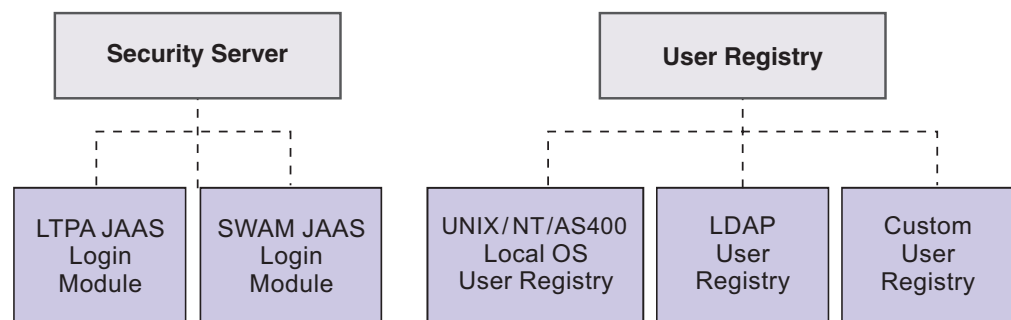 Security Server
User Registry
LTPA JAAS
Login
Module
SWAM JAAS
Login
Module
UNIX/NT/AS400
Local OS
User Registry
LDAP
User
Registry
Custom
User
Registry